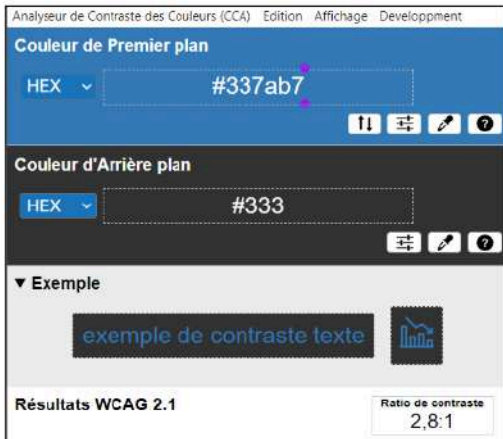 Analyseur de Contraste des Couleurs (CCA) Edition Affichage Developpment
Couleur de Premier plan
HEX #337ab7
Couleur d'Arrière plan
HEX #333
▼ Exemple
exemple de contraste texte
Résultats WCAG 2.1
Ratio de contraste
2,8:1